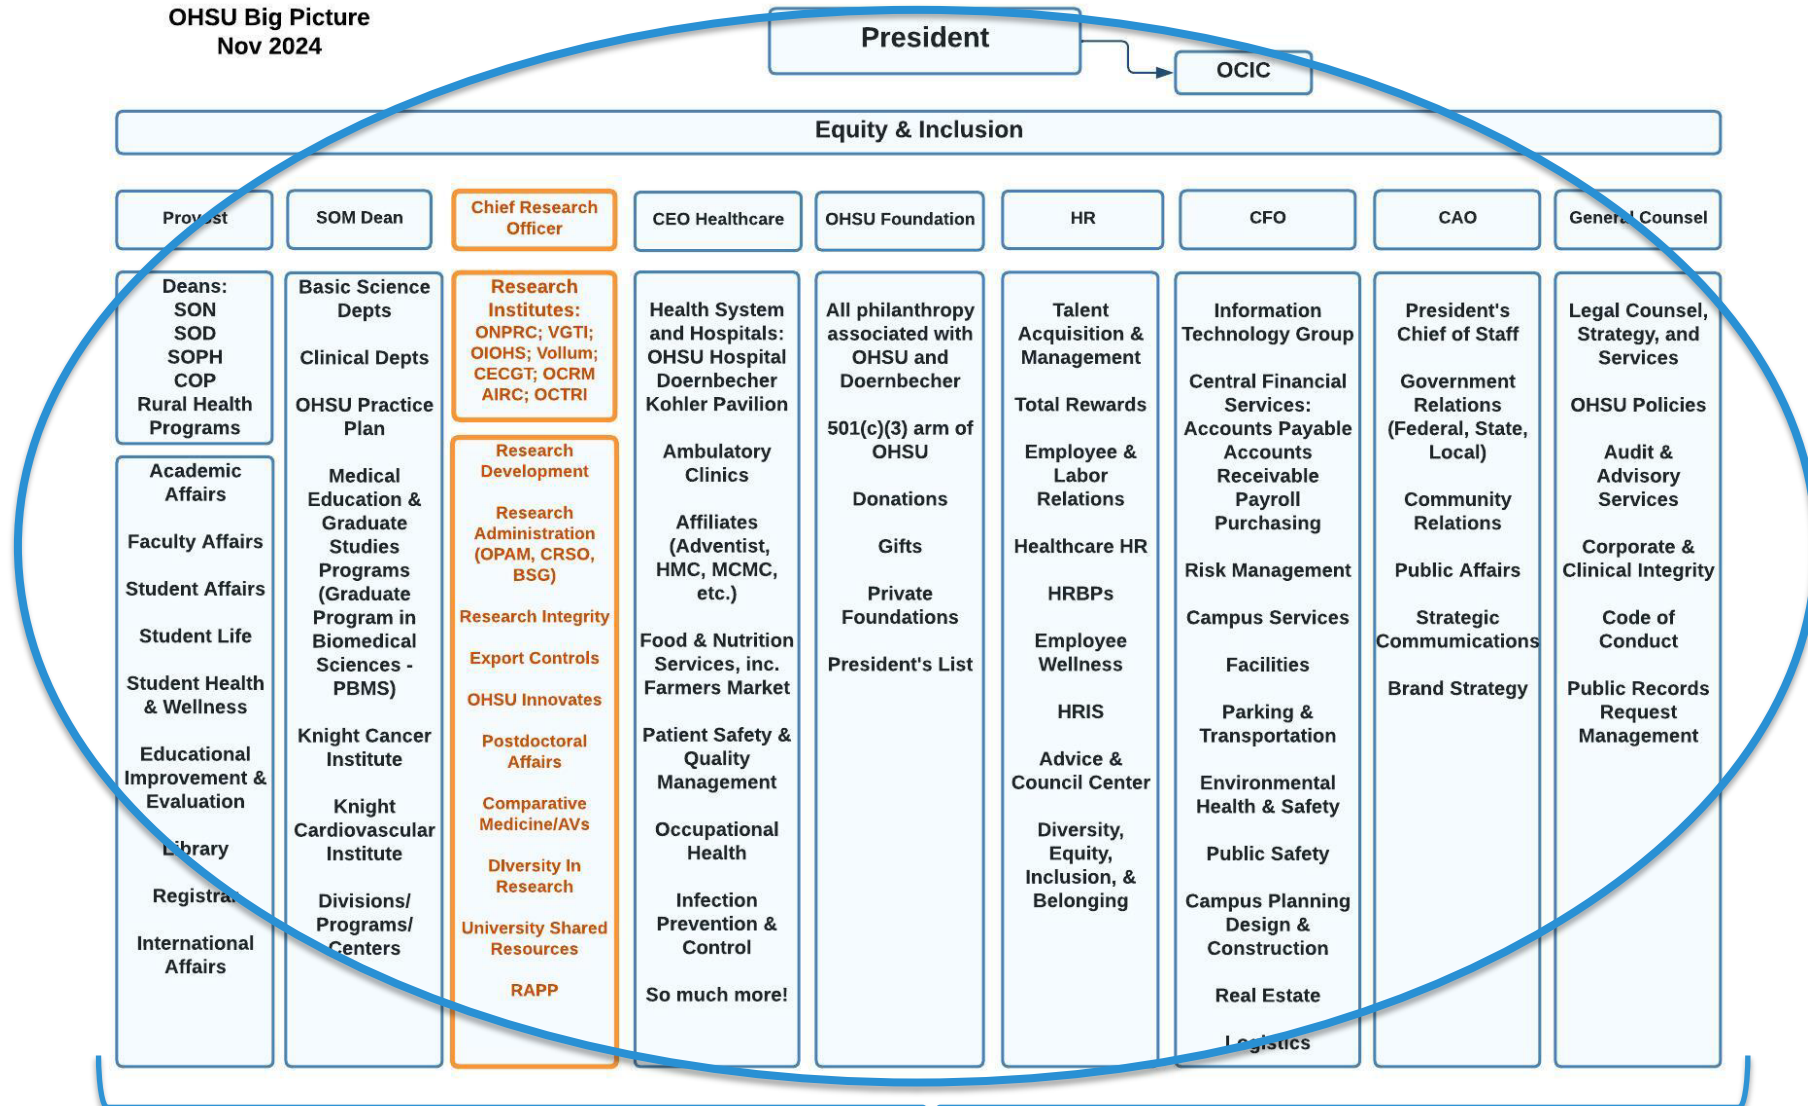 OHSU Big Picture
Nov 2024
President
OCIC
Equity & Inclusion
Provost
SOM Dean
Chief Research
Officer
CEO Healthcare
OHSU Foundation
HR
CFO
CAO
General Counsel
Deans:
SON
SOD
SOPH
COP
Rural Health
Programs
Academic
Affairs
Faculty Affairs
Student Affairs
Student Life
Student Health
& Wellness
Educational
Improvement &
Evaluation
Library
Registrar
International
Affairs
Basic Science
Depts
Clinical Depts
OHSU Practice
Plan
Medical
Education &
Graduate
Studies
Programs
(Graduate
Program in
Biomedical
Sciences -
PBMS)
Knight Cancer
Institute
Knight
Cardiovascular
Institute
Divisions/
Programs/
Centers
Research
Institutes:
ONPRC; VGTI;
OIOHS; Vollum;
CECGT; OCRM
AIRC; OCTRI
Research
Development
Research
Administration
(OPAM, CRSO,
BSG)
Research Integrity
Export Controls
OHSU Innovates
Postdoctoral
Affairs
Comparative
Medicine/AVs
DIversity In
Research
University Shared
Resources
RAPP
Health System
and Hospitals:
OHSU Hospital
Doernbecher
Kohler Pavilion
Ambulatory
Clinics
Affiliates
(Adventist,
HMC, MCMC,
etc.)
Food & Nutrition
Services, inc.
Farmers Market
Patient Safety &
Quality
Management
Occupational
Health
Infection
Prevention &
Control
So much more!
All philanthropy
associated with
OHSU and
Doernbecher
501(c)(3) arm of
OHSU
Donations
Gifts
Private
Foundations
President's List
Talent
Acquisition &
Management
Total Rewards
Employee &
Labor
Relations
Healthcare HR
HRBPs
Employee
Wellness
HRIS
Advice &
Council Center
Diversity,
Equity,
Inclusion, &
Belonging
Information
Technology Group
Central Financial
Services:
Accounts Payable
Accounts
Receivable
Payroll
Purchasing
Risk Management
Campus Services
Facilities
Parking &
Transportation
Environmental
Health & Safety
Public Safety
Campus Planning
Design &
Construction
Real Estate
Logistics
President's
Chief of Staff
Government
Relations
(Federal, State,
Local)
Community
Relations
Public Affairs
Strategic
Commumications
Brand Strategy
Legal Counsel,
Strategy, and
Services
OHSU Policies
Audit &
Advisory
Services
Corporate &
Clinical Integrity
Code of
Conduct
Public Records
Request
Management